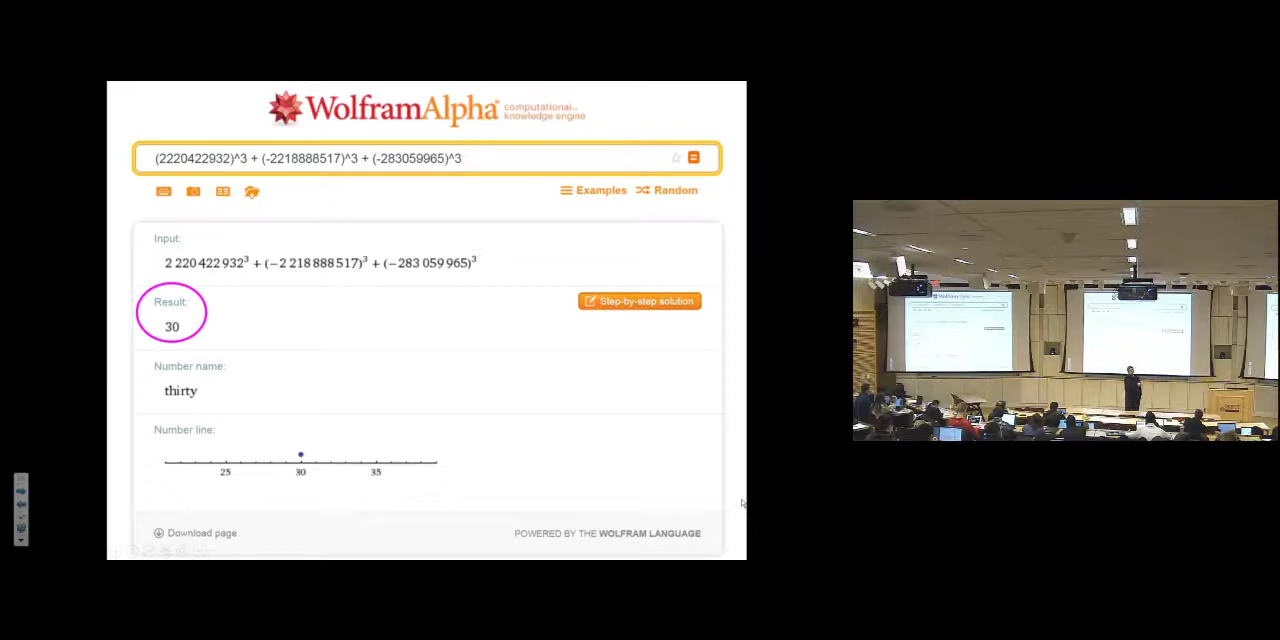 WolframAlpha computational... knowledge engine
(2220422932)^3 + (-2218888517)^3 + (-283059965)^3
Examples Random
Input:
2 220 422 932³ + (−2 218 888 517)³ + (−283 059 965)³
Result:
Step-by-step solution
30
Number name:
thirty
Number line:
25 30 35
Download page
POWERED BY THE WOLFRAM LANGUAGE